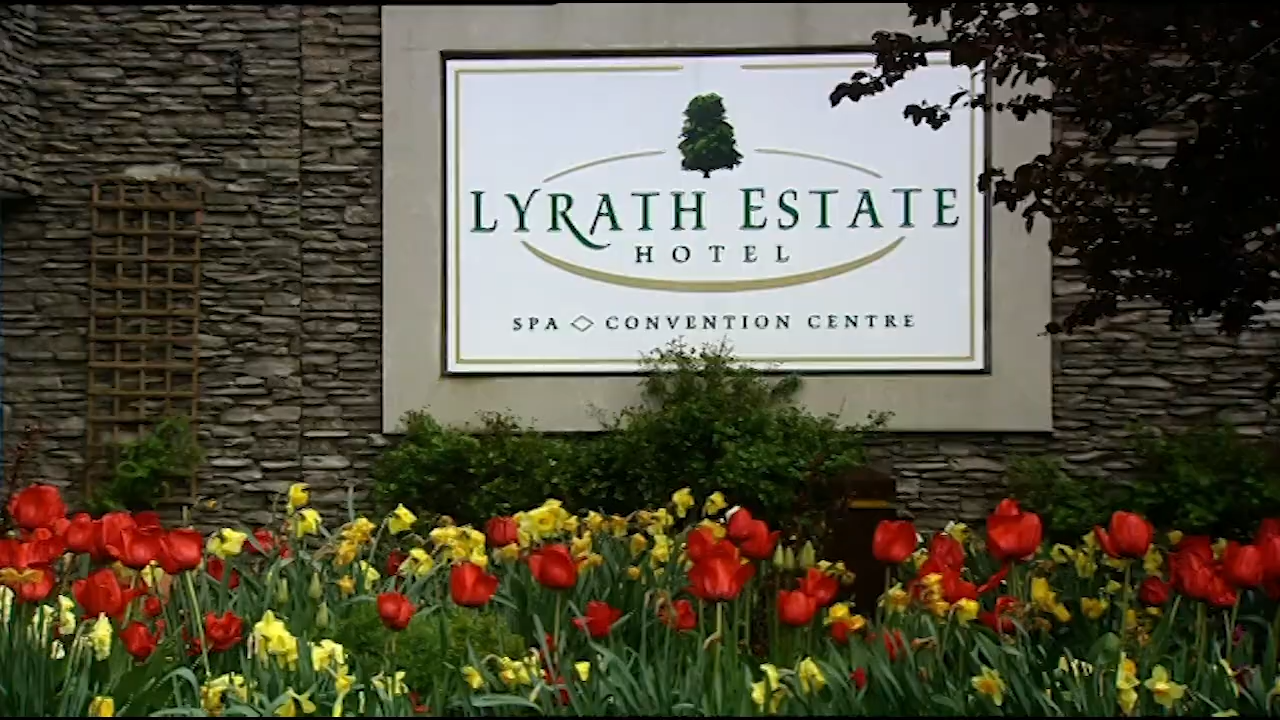 LYRATH ESTATE
HOTEL
SPA ◇ CONVENTION CENTRE